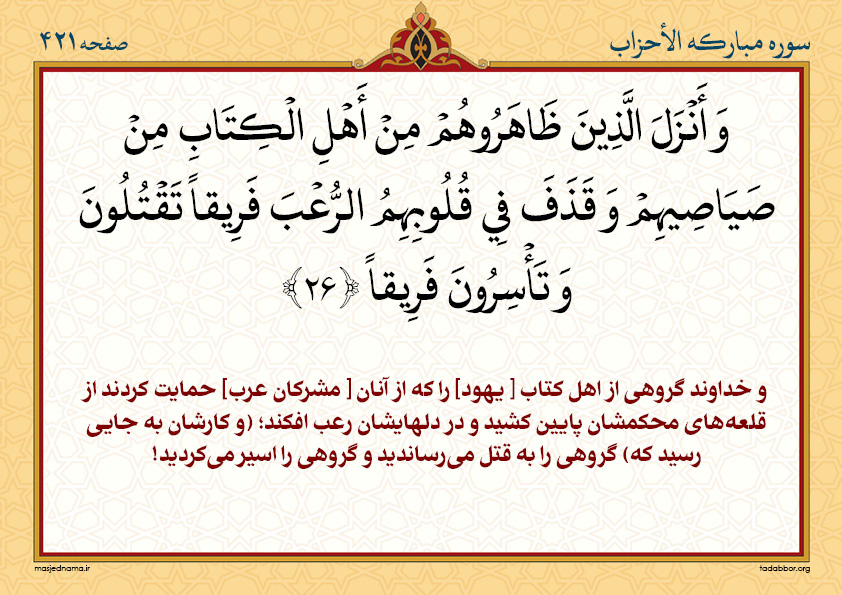 سوره مبارکه الأحزاب
صفحه ۴۲۱
وَ أَنْزَلَ الَّذِينَ ظَاهَرُوهُمْ مِنْ أَهْلِ الْكِتَابِ مِنْ
صَيَاصِيهِمْ وَ قَذَفَ فِي قُلُوبِهِمُ الرُّعْبَ فَرِيقاً تَقْتُلُونَ
وَ تَأْسِرُونَ فَرِيقاً ﴿۲۶﴾
و خداوند گروهی از اهل کتاب [ یهود] را که از آنان [ مشرکان عرب] حمایت کردند از
قلعه‌های محکمشان پایین کشید و در دلهایشان رعب افکند؛ (و کارشان به جایی
رسید که) گروهی را به قتل می‌رساندید و گروهی را اسیر می‌کردید!
masjednama.ir
tadabbor.org